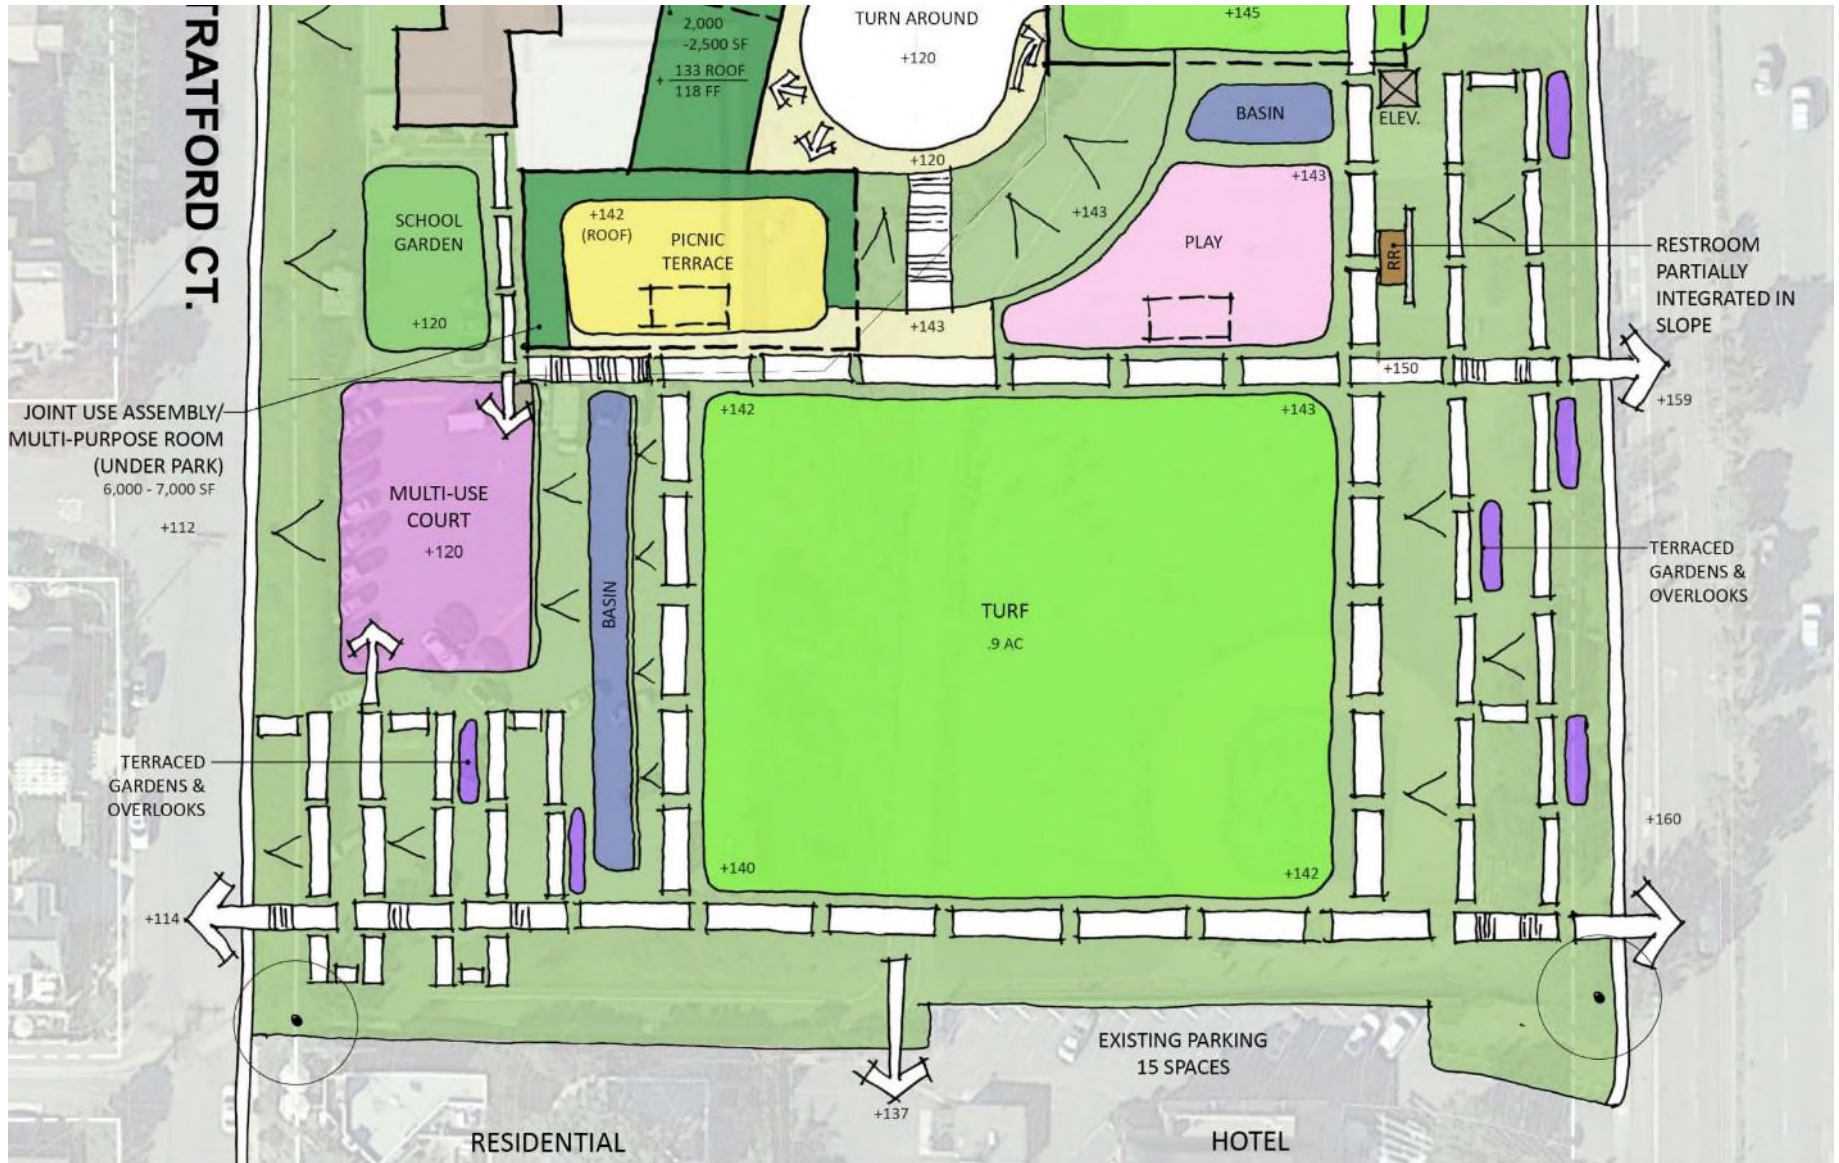 TRATFORD CT.
2,000
-2,500 SF
+ 133 ROOF
118 FF
TURN AROUND
+120
+145
BASIN
ELEV.
+120
+143
+143
SCHOOL
GARDEN
+120
+142
(ROOF)
PICNIC
TERRACE
PLAY
RR
RESTROOM
PARTIALLY
INTEGRATED IN
SLOPE
+143
+150
+159
JOINT USE ASSEMBLY/
MULTI-PURPOSE ROOM
(UNDER PARK)
6,000 - 7,000 SF
+112
MULTI-USE
COURT
+120
BASIN
+142
+143
TURF
.9 AC
+140
+142
TERRACED
GARDENS &
OVERLOOKS
TERRACED
GARDENS &
OVERLOOKS
+160
+114
EXISTING PARKING
15 SPACES
+137
RESIDENTIAL
HOTEL